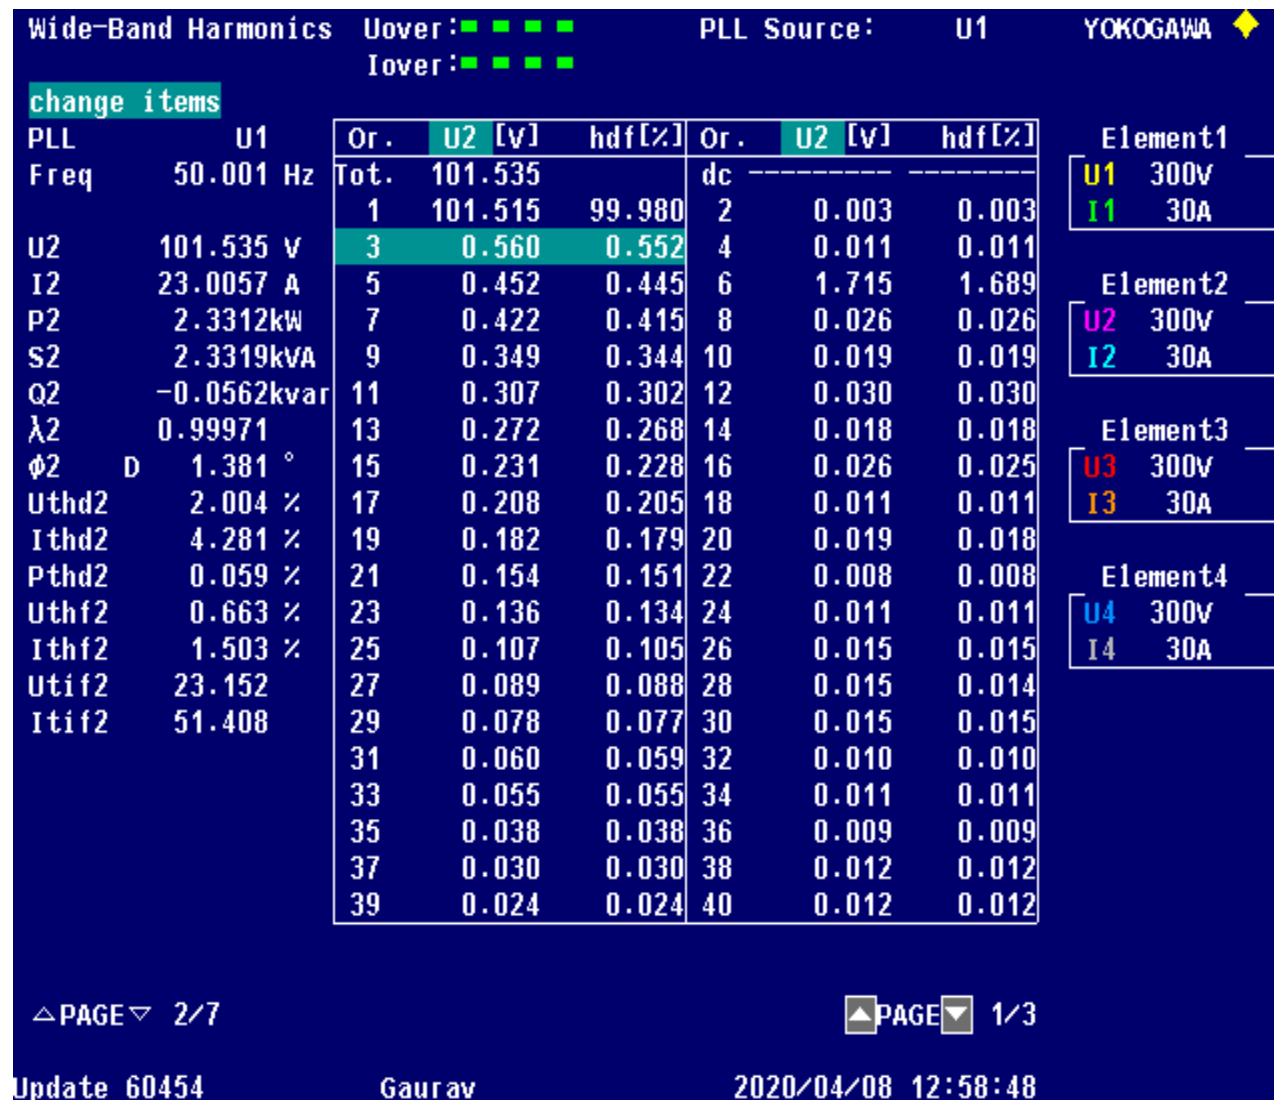 Wide-Band Harmonics Uover: PLL Source: U1 YOKOGAWA
Iover:
change items
PLL U1 Or. U2 [V] hdf[%] Or. U2 [V] hdf[%] Element1
Freq 50.001 Hz Tot. 101.535 dc --------- -------- U1 300V
1 101.515 99.980 2 0.003 0.003 I1 30A
U2 101.535 V 3 0.560 0.552 4 0.011 0.011
I2 23.0057 A 5 0.452 0.445 6 1.715 1.689 Element2
P2 2.3312kW 7 0.422 0.415 8 0.026 0.026 U2 300V
S2 2.3319kVA 9 0.349 0.344 10 0.019 0.019 I2 30A
Q2 -0.0562kvar 11 0.307 0.302 12 0.030 0.030
λ2 0.99971 13 0.272 0.268 14 0.018 0.018 Element3
φ2 D 1.381 ° 15 0.231 0.228 16 0.026 0.025 U3 300V
Uthd2 2.004 % 17 0.208 0.205 18 0.011 0.011 I3 30A
Ithd2 4.281 % 19 0.182 0.179 20 0.019 0.018
Pthd2 0.059 % 21 0.154 0.151 22 0.008 0.008 Element4
Uthf2 0.663 % 23 0.136 0.134 24 0.011 0.011 U4 300V
Ithf2 1.503 % 25 0.107 0.105 26 0.015 0.015 I4 30A
Utif2 23.152 27 0.089 0.088 28 0.015 0.014
Itif2 51.408 29 0.078 0.077 30 0.015 0.015
31 0.060 0.059 32 0.010 0.010
33 0.055 0.055 34 0.011 0.011
35 0.038 0.038 36 0.009 0.009
37 0.030 0.030 38 0.012 0.012
39 0.024 0.024 40 0.012 0.012
△PAGE▽ 2/7 ▲PAGE▼ 1/3
Update 60454 Gaurav 2020/04/08 12:58:48